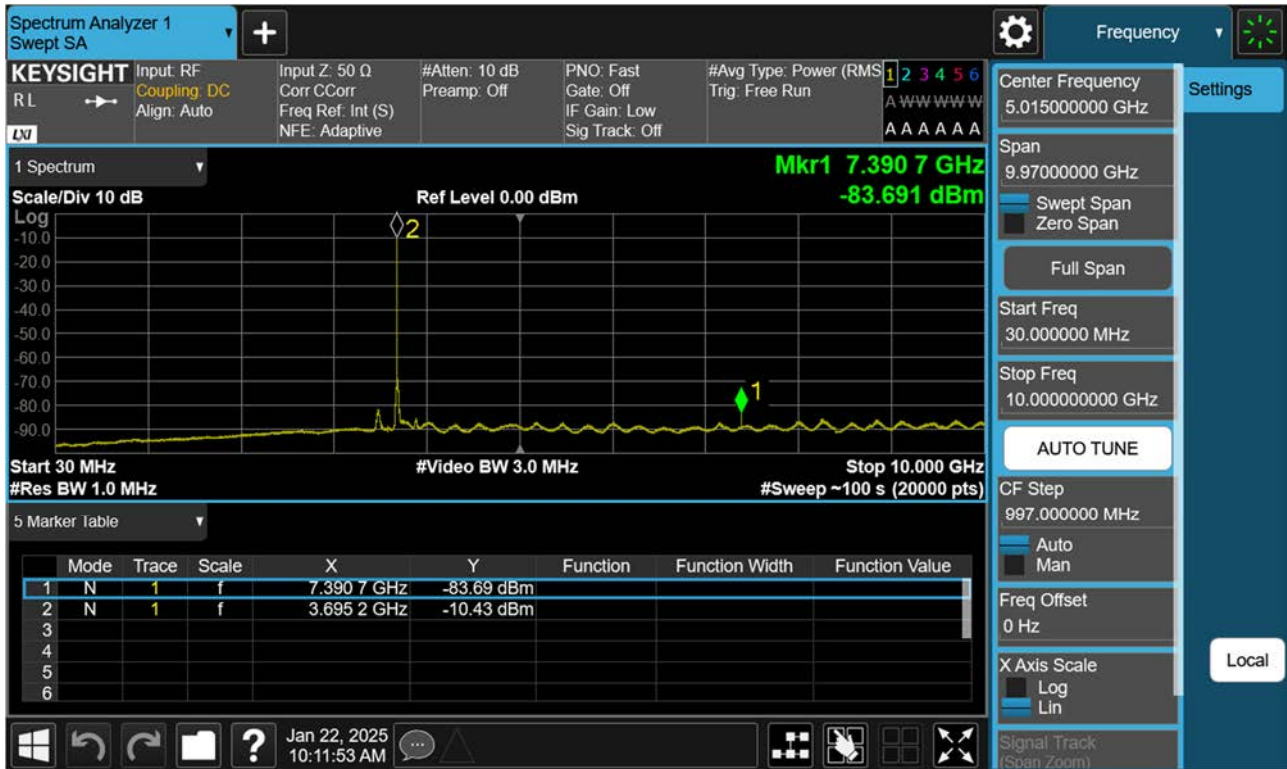 Spectrum Analyzer 1
Swept SA
+
Frequency
KEYSIGHT
RL
LXI
Input: RF
Coupling: DC
Align: Auto
Input Z: 50 Ω
Corr CCorr
Freq Ref: Int (S)
NFE: Adaptive
#Atten: 10 dB
Preamp: Off
PNO: Fast
Gate: Off
IF Gain: Low
Sig Track: Off
#Avg Type: Power (RMS
Trig: Free Run
1 2 3 4 5 6
A W W W W W
A A A A A A
1 Spectrum
Scale/Div 10 dB
Ref Level 0.00 dBm
Mkr1 7.390 7 GHz
-83.691 dBm
Log
-10.0
-20.0
-30.0
-40.0
-50.0
-60.0
-70.0
-80.0
-90.0
2
1
Start 30 MHz
#Video BW 3.0 MHz
Stop 10.000 GHz
#Res BW 1.0 MHz
#Sweep ~100 s (20000 pts)
5 Marker Table
Mode Trace Scale X Y Function Function Width Function Value
1 N 1 f 7.390 7 GHz -83.69 dBm
2 N 1 f 3.695 2 GHz -10.43 dBm
3
4
5
6
Jan 22, 2025
10:11:53 AM
?
Center Frequency
5.015000000 GHz
Settings
Span
9.97000000 GHz
Swept Span
Zero Span
Full Span
Start Freq
30.000000 MHz
Stop Freq
10.000000000 GHz
AUTO TUNE
CF Step
997.000000 MHz
Auto
Man
Freq Offset
0 Hz
X Axis Scale
Log
Lin
Signal Track
(Span Zoom)
Local